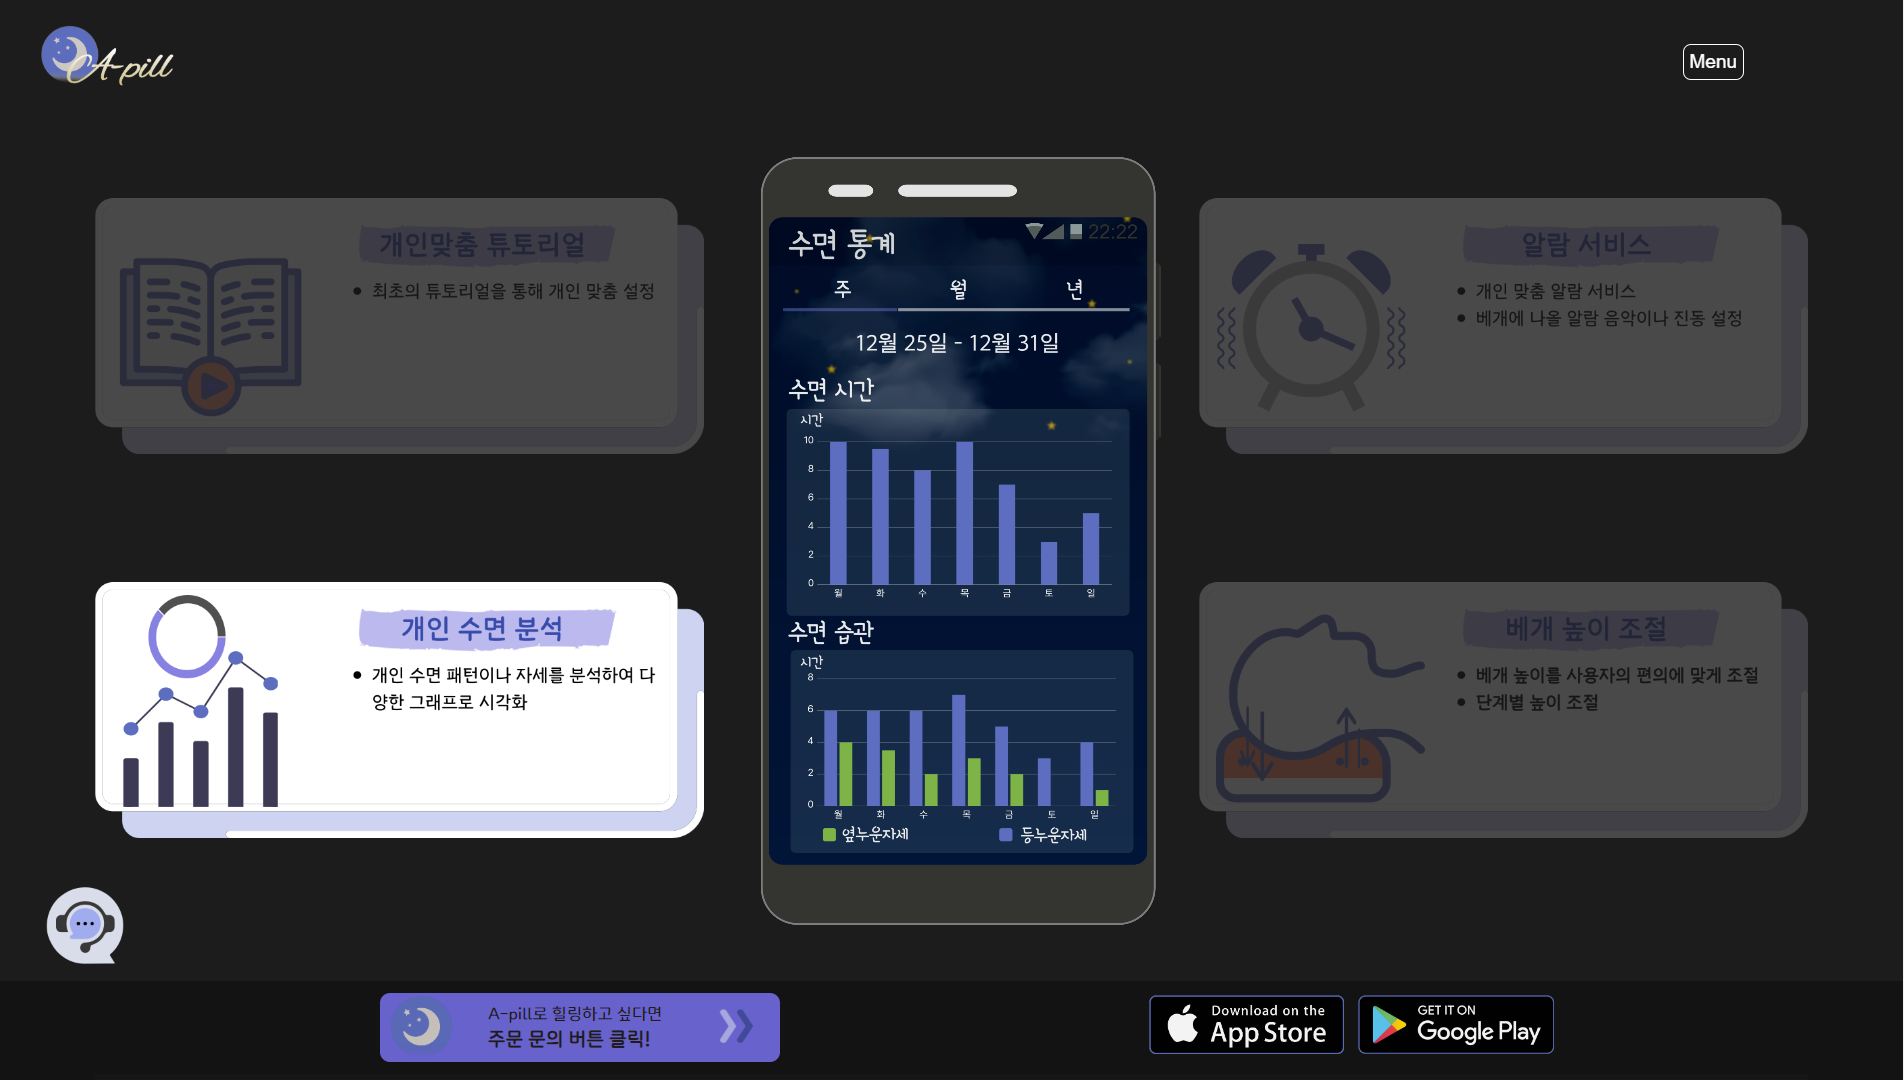 A-pill
Menu
개인맞춤 튜토리얼
• 최초의 튜토리얼을 통해 개인 맞춤 설정
개인 수면 분석
• 개인 수면 패턴이나 자세를 분석하여 다
양한 그래프로 시각화
22:22
수면 통계
주 월 년
12월 25일 - 12월 31일
수면 시간
시간
10
8
6
4
2
0
월 화 수 목 금 토 일
수면 습관
시간
8
6
4
2
0
월 화 수 목 금 토 일
옆누운자세 등누운자세
알람 서비스
• 개인 맞춤 알람 서비스
• 베개에 나올 알람 음악이나 진동 설정
베개 높이 조절
• 베개 높이를 사용자의 편의에 맞게 조절
• 단계별 높이 조절
A-pill로 힐링하고 싶다면
주문 문의 버튼 클릭!
Download on the
App Store
GET IT ON
Google Play